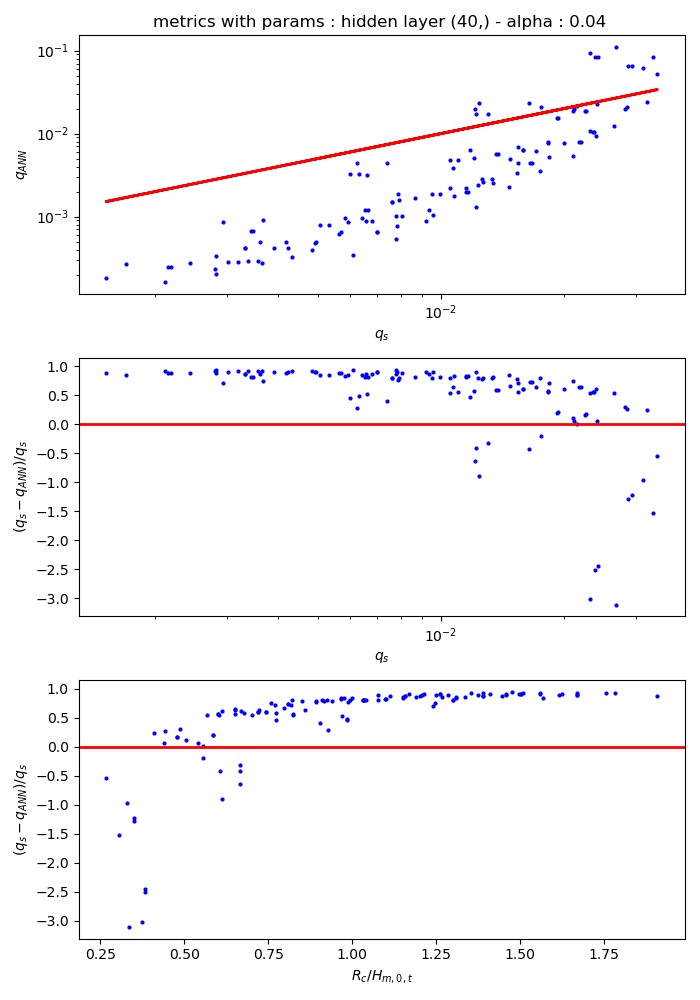 metrics with params : hidden layer (40,) - alpha : 0.04
10⁻¹
10⁻²
10⁻³
q_ANN
10⁻²
q_s
1.0
0.5
0.0
−0.5
−1.0
−1.5
−2.0
−2.5
−3.0
(q_s − q_ANN)/q_s
10⁻²
q_s
1.0
0.5
0.0
−0.5
−1.0
−1.5
−2.0
−2.5
−3.0
(q_s − q_ANN)/q_s
0.25 0.50 0.75 1.00 1.25 1.50 1.75
R_c/H_{m,0,t}